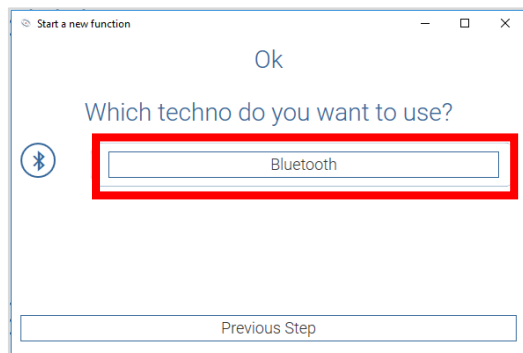 Start a new function
Ok
Which techno do you want to use?
Bluetooth
Previous Step